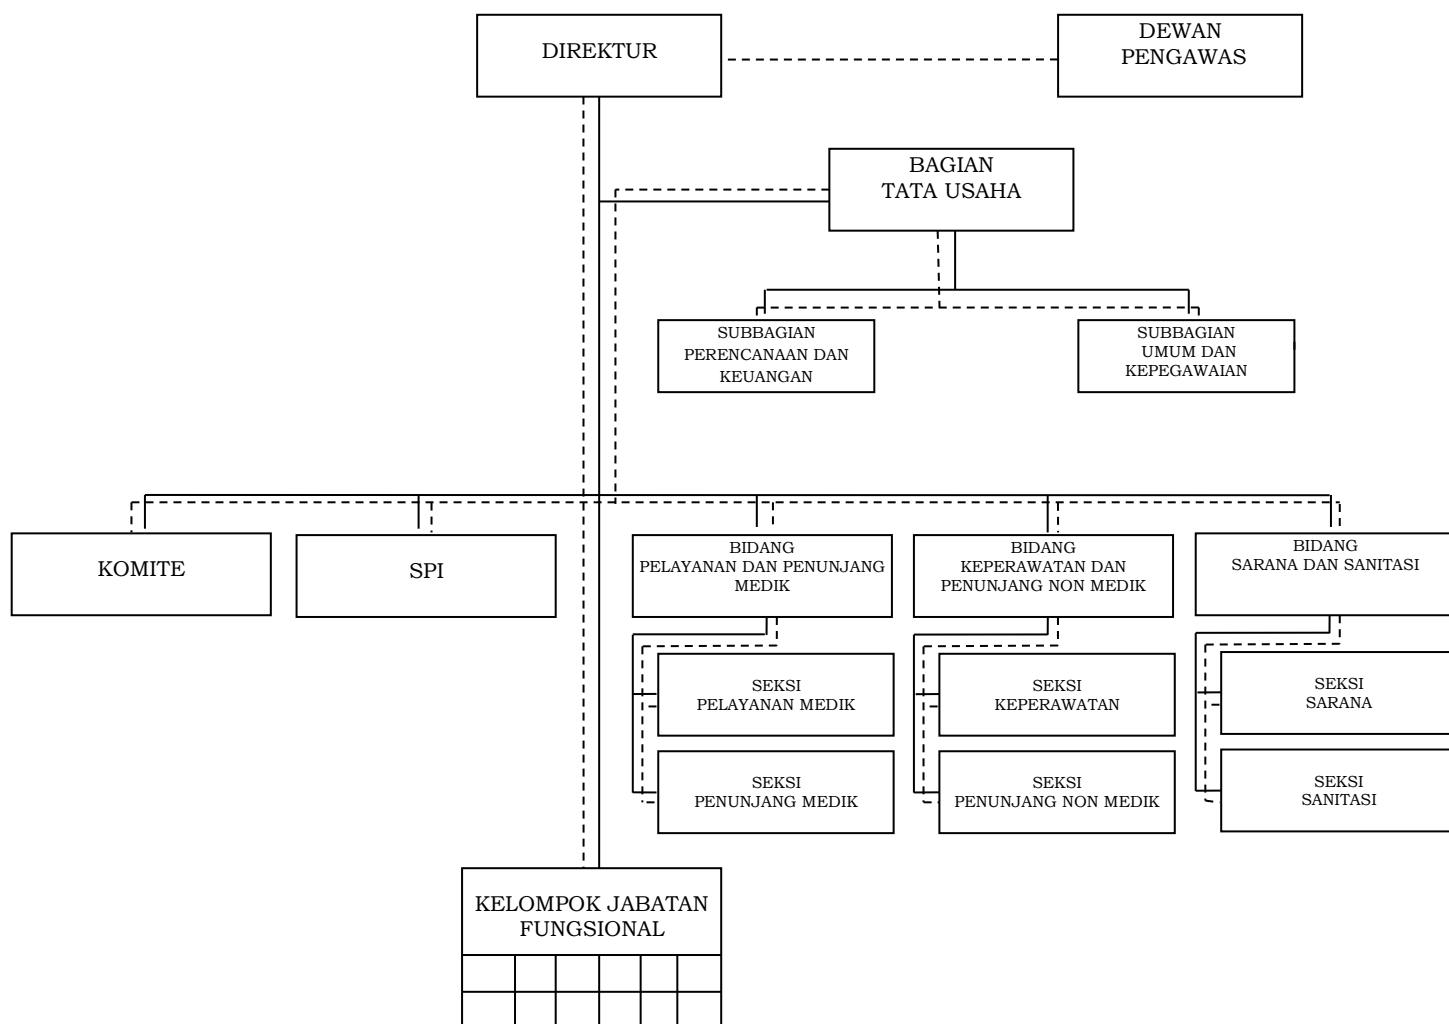 DIREKTUR
DEWAN
PENGAWAS
BAGIAN
TATA USAHA
SUBBAGIAN
PERENCANAAN DAN
KEUANGAN
SUBBAGIAN
UMUM DAN
KEPEGAWAIAN
KOMITE
SPI
BIDANG
PELAYANAN DAN PENUNJANG
MEDIK
BIDANG
KEPERAWATAN DAN
PENUNJANG NON MEDIK
BIDANG
SARANA DAN SANITASI
SEKSI
PELAYANAN MEDIK
SEKSI
KEPERAWATAN
SEKSI
SARANA
SEKSI
PENUNJANG MEDIK
SEKSI
PENUNJANG NON MEDIK
SEKSI
SANITASI
KELOMPOK JABATAN
FUNGSIONAL